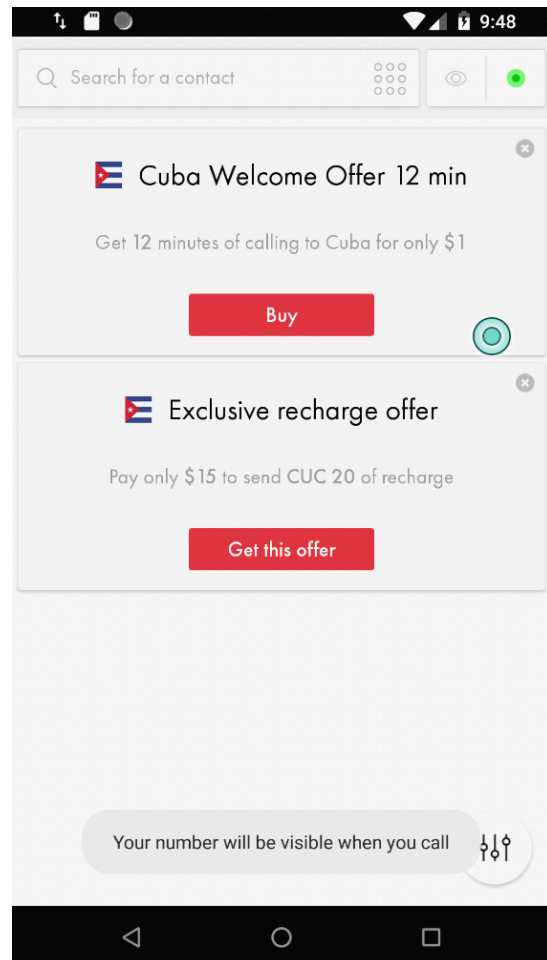 9:48
Search for a contact
Cuba Welcome Offer 12 min
Get 12 minutes of calling to Cuba for only $1
Buy
Exclusive recharge offer
Pay only $15 to send CUC 20 of recharge
Get this offer
Your number will be visible when you call